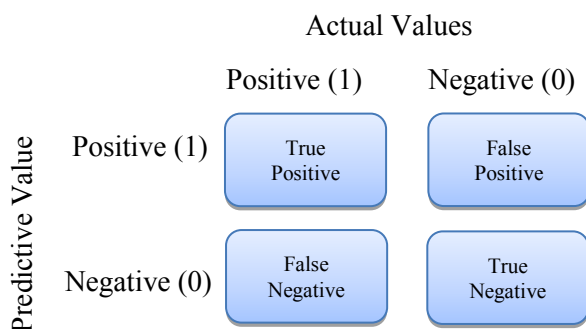 Actual Values
Positive (1) Negative (0)
Predictive Value
Positive (1)
True
Positive
False
Positive
Negative (0)
False
Negative
True
Negative